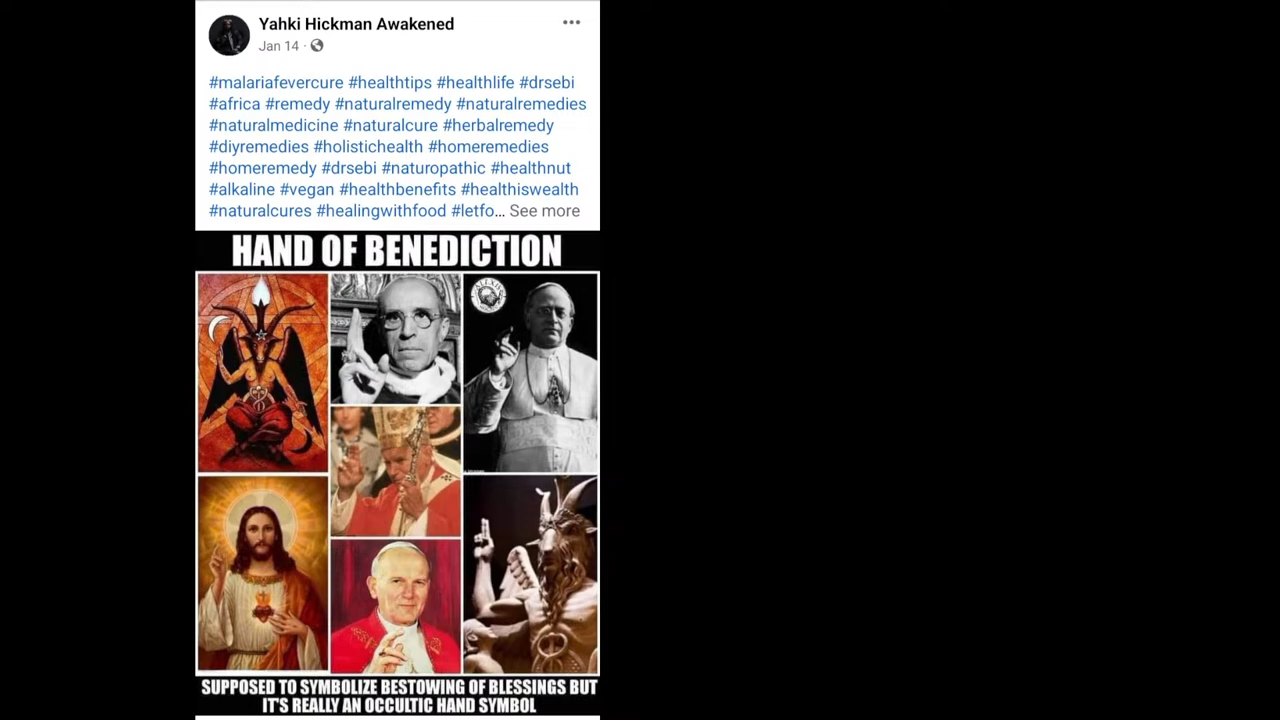 Yahki Hickman Awakened
Jan 14 ·
#malariafevercure #healthtips #healthlife #drsebi
#africa #remedy #naturalremedy #naturalremedies
#naturalmedicine #naturalcure #herbalremedy
#diyremedies #holistichealth #homeremedies
#homeremedy #drsebi #naturopathic #healthnut
#alkaline #vegan #healthbenefits #healthiswealth
#naturalcures #healingwithfood #letfo... See more
HAND OF BENEDICTION
SUPPOSED TO SYMBOLIZE BESTOWING OF BLESSINGS BUT
IT'S REALLY AN OCCULTIC HAND SYMBOL